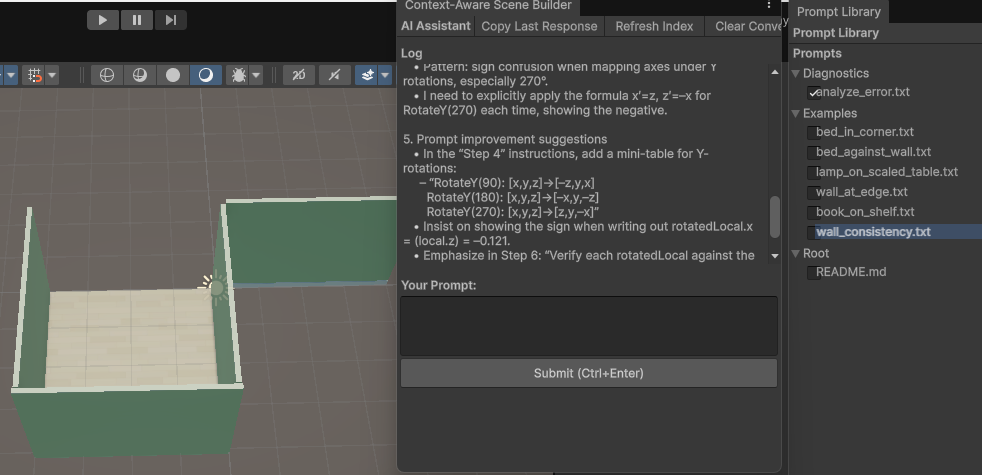 Context-Aware Scene Builder
AI Assistant Copy Last Response Refresh Index Clear Conve
Log
• Pattern: sign confusion when mapping axes under Y
rotations, especially 270°.
• I need to explicitly apply the formula x’=z, z’=–x for
RotateY(270) each time, showing the negative.
5. Prompt improvement suggestions
• In the “Step 4” instructions, add a mini-table for Y-
rotations:
– “RotateY(90): [x,y,z]→[–z,y,x]
RotateY(180): [x,y,z]→[–x,y,–z]
RotateY(270): [x,y,z]→[z,y,–x]”
• Insist on showing the sign when writing out rotatedLocal.x
= (local.z) = –0.121.
• Emphasize in Step 6: “Verify each rotatedLocal against the
Your Prompt:
Submit (Ctrl+Enter)
Prompt Library
Prompt Library
Prompts
Diagnostics
analyze_error.txt
Examples
bed_in_corner.txt
bed_against_wall.txt
lamp_on_scaled_table.txt
wall_at_edge.txt
book_on_shelf.txt
wall_consistency.txt
Root
README.md
2D